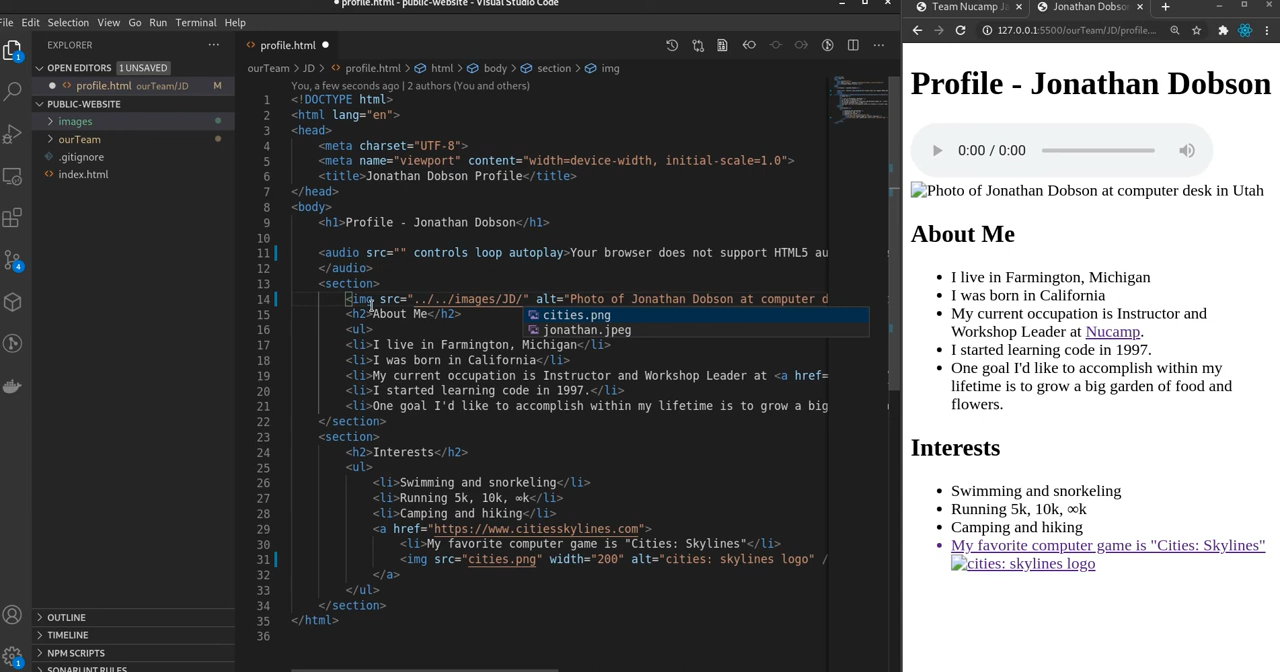 profile.html - public-website - Visual Studio Code
File Edit Selection View Go Run Terminal Help
EXPLORER
OPEN EDITORS 1 UNSAVED
profile.html ourTeam/JD M
PUBLIC-WEBSITE
images
ourTeam
.gitignore
index.html
OUTLINE
TIMELINE
NPM SCRIPTS
SONARLINT RULES
1
4
1
profile.html
ourTeam > JD > profile.html > html > body > section > img
You, a few seconds ago | 2 authors (You and others)
1 <!DOCTYPE html>
2 <html lang="en">
3 <head>
4 <meta charset="UTF-8">
5 <meta name="viewport" content="width=device-width, initial-scale=1.0">
6 <title>Jonathan Dobson Profile</title>
7 </head>
8 <body>
9 <h1>Profile - Jonathan Dobson</h1>
10
11 <audio src="" controls loop autoplay>Your browser does not support HTML5 au
12 </audio>
13 <section>
14 <img src="../../images/JD/" alt="Photo of Jonathan Dobson at computer d
cities.png
jonathan.jpeg
15 <h2>About Me</h2>
16 <ul>
17 <li>I live in Farmington, Michigan</li>
18 <li>I was born in California</li>
19 <li>My current occupation is Instructor and Workshop Leader at <a href=
20 <li>I started learning code in 1997.</li>
21 <li>One goal I'd like to accomplish within my lifetime is to grow a big
22 </section>
23 <section>
24 <h2>Interests</h2>
25 <ul>
26 <li>Swimming and snorkeling</li>
27 <li>Running 5k, 10k, ∞k</li>
28 <li>Camping and hiking</li>
29 <a href="https://www.citiesskylines.com">
30 <li>My favorite computer game is "Cities: Skylines"</li>
31 <img src="cities.png" width="200" alt="cities: skylines logo" /
32 </a>
33 </ul>
34 </section>
35 </html>
36
Team Nucamp Ja
Jonathan Dobson
127.0.0.1:5500/ourTeam/JD/profile....
Profile - Jonathan Dobson
0:00 / 0:00
Photo of Jonathan Dobson at computer desk in Utah
About Me
I live in Farmington, Michigan
I was born in California
My current occupation is Instructor and
Workshop Leader at Nucamp.
I started learning code in 1997.
One goal I'd like to accomplish within my
lifetime is to grow a big garden of food and
flowers.
Interests
Swimming and snorkeling
Running 5k, 10k, ∞k
Camping and hiking
My favorite computer game is "Cities: Skylines"
cities: skylines logo